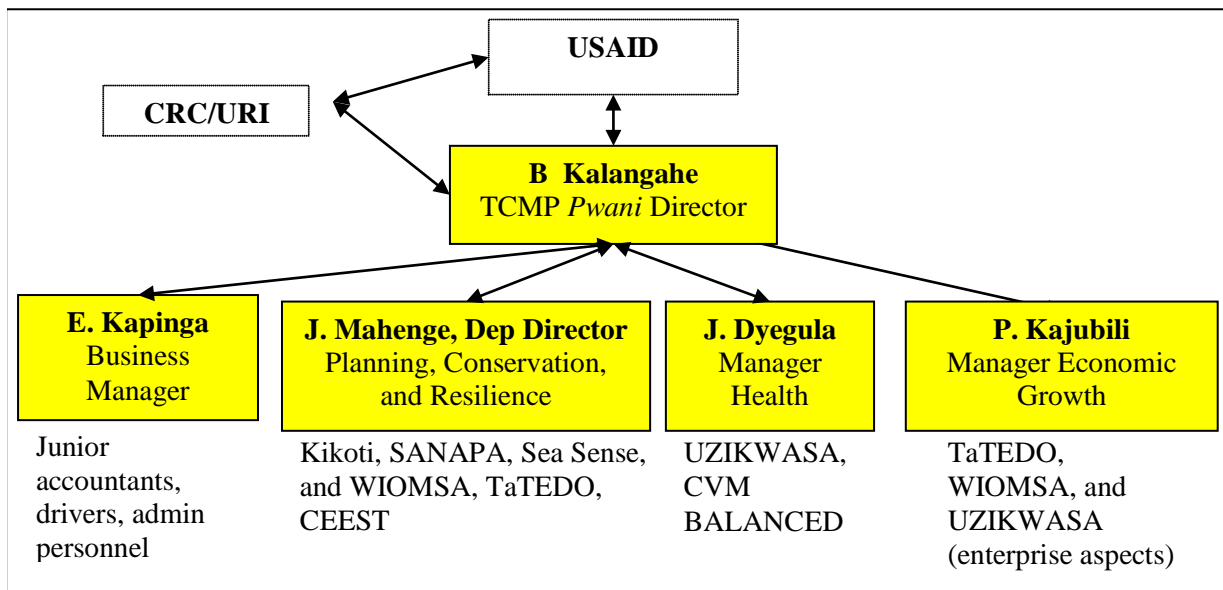 USAID
CRC/URI
B Kalangahe
TCMP Pwani Director
E. Kapinga
Business
Manager
Junior
accountants,
drivers, admin
personnel
J. Mahenge, Dep Director
Planning, Conservation,
and Resilience
Kikoti, SANAPA, Sea Sense,
and WIOMSA, TaTEDO,
CEEST
J. Dyegula
Manager
Health
UZIKWASA,
CVM
BALANCED
P. Kajubili
Manager Economic
Growth
TaTEDO,
WIOMSA, and
UZIKWASA
(enterprise aspects)